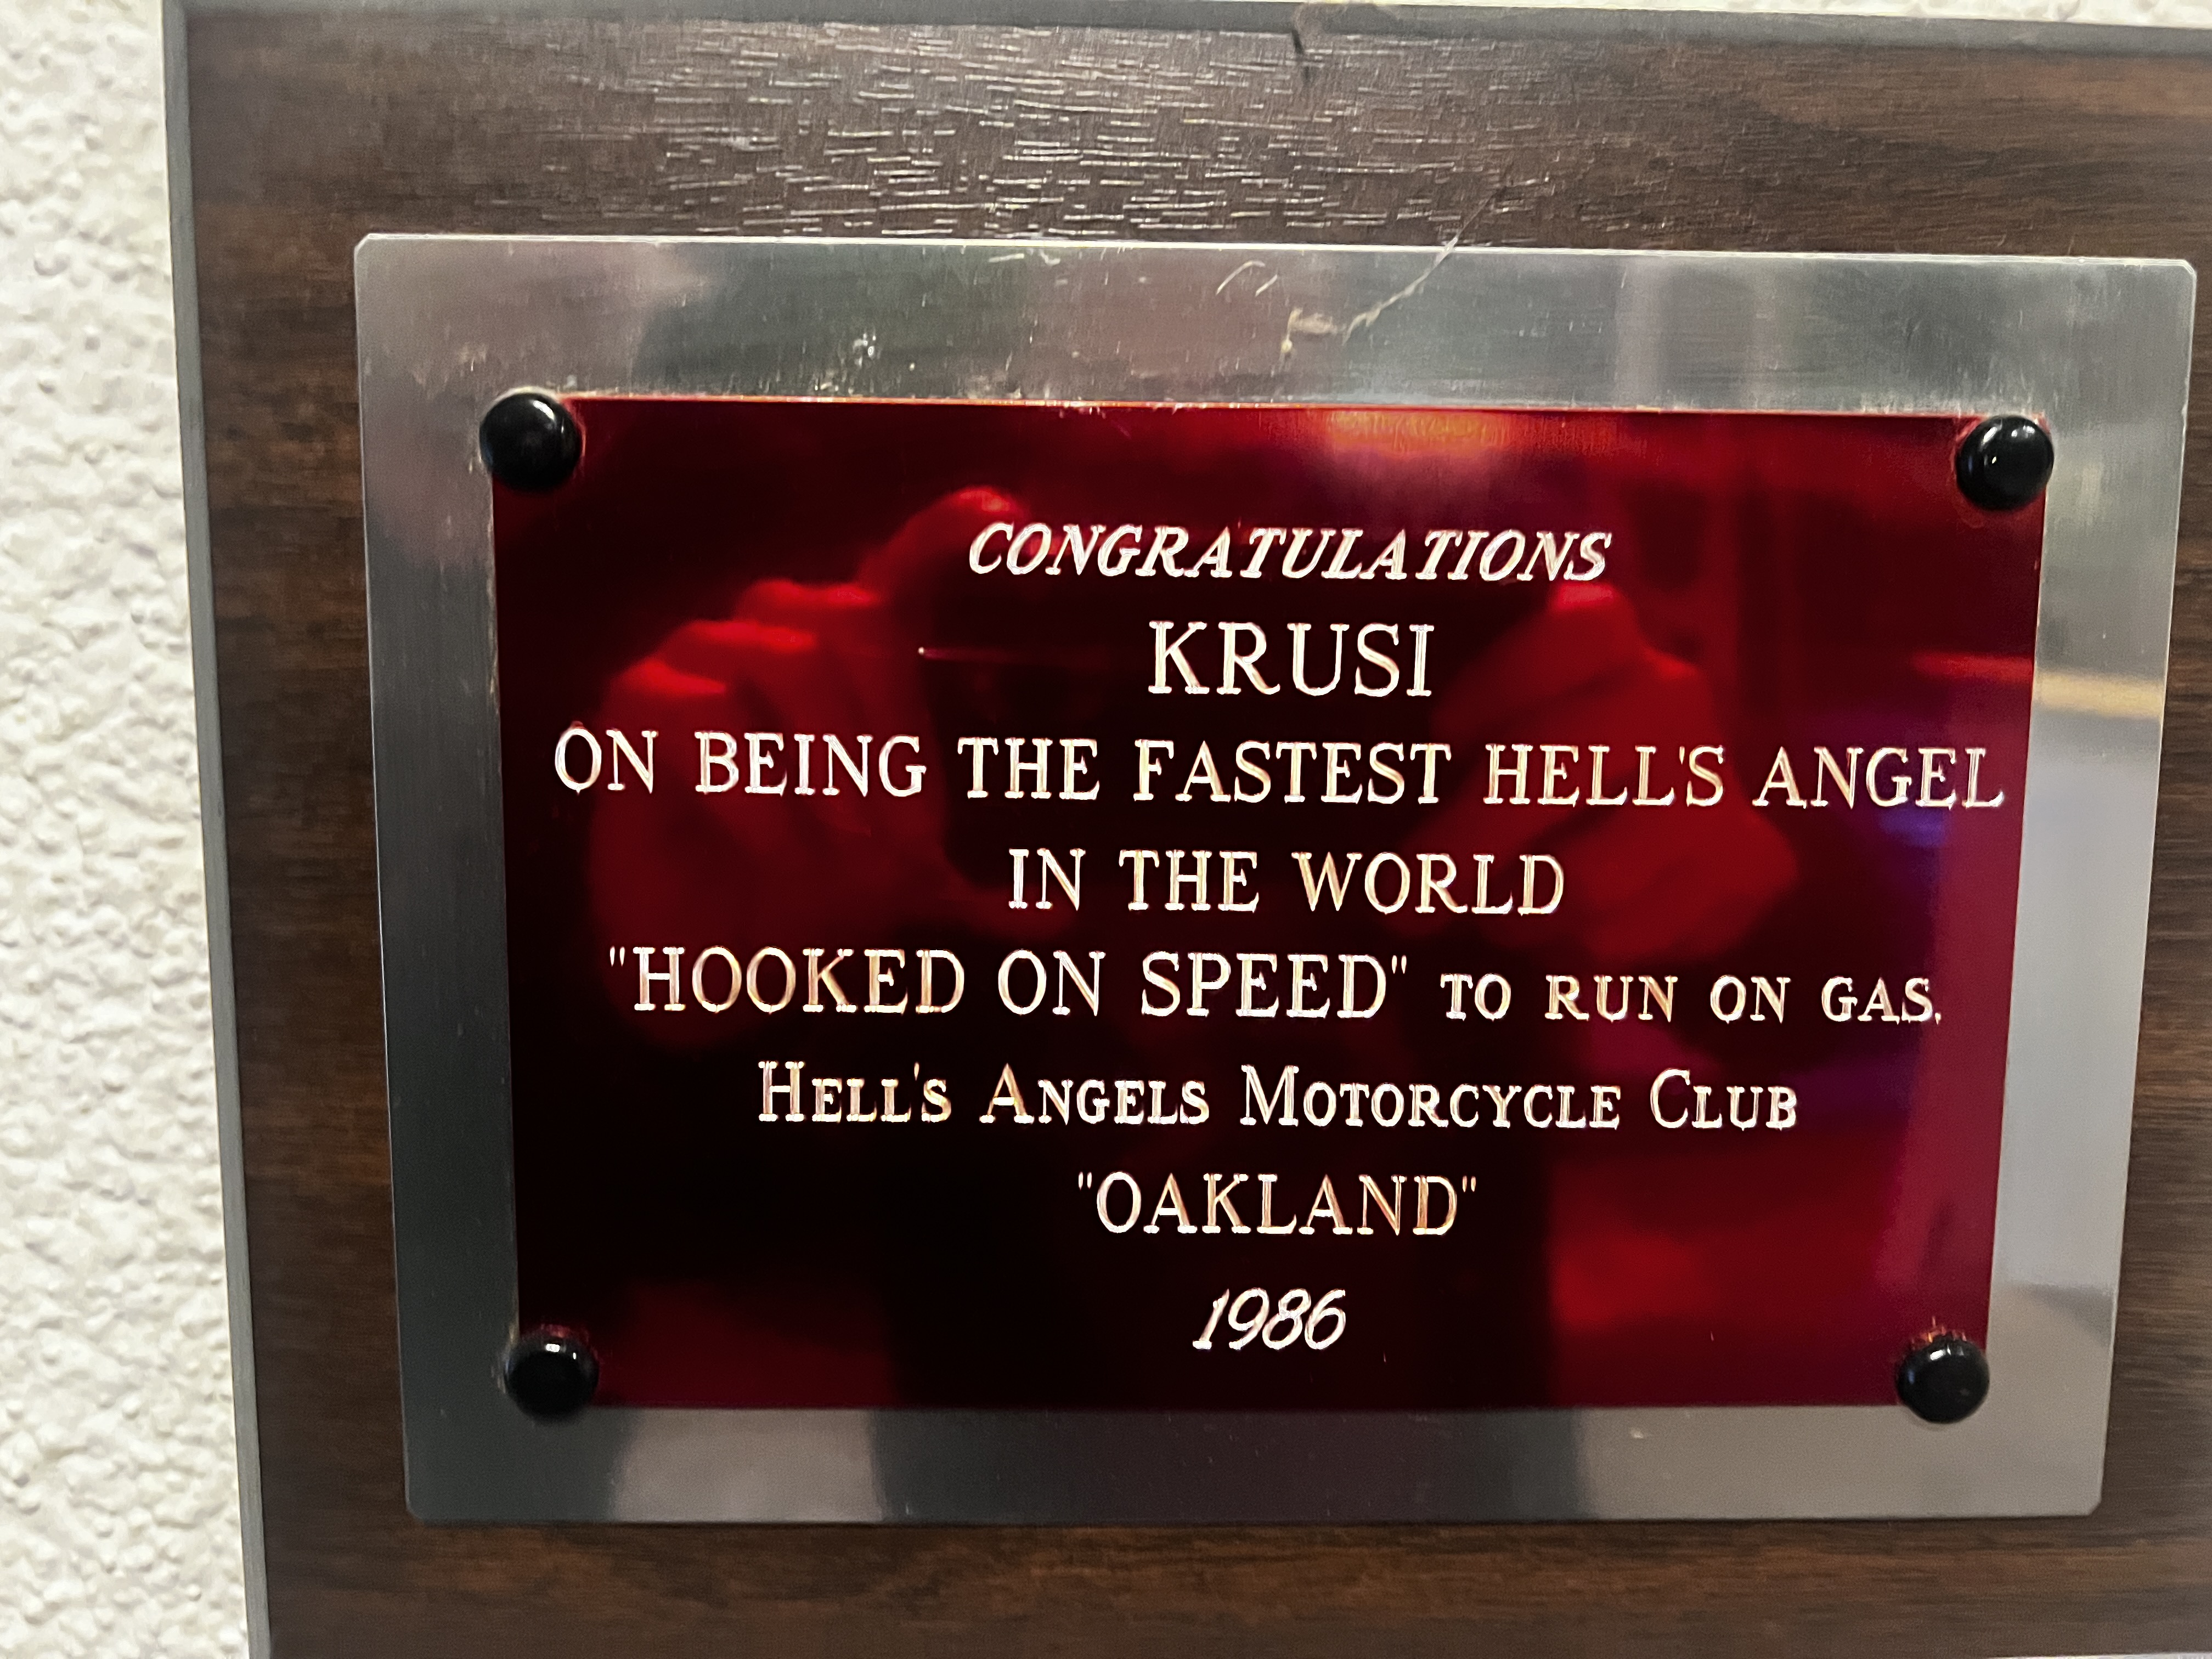 CONGRATULATIONS
KRUSI
ON BEING THE FASTEST HELL'S ANGEL
IN THE WORLD
"HOOKED ON SPEED" TO RUN ON GAS.
HELL'S ANGELS MOTORCYCLE CLUB
"OAKLAND"
1986